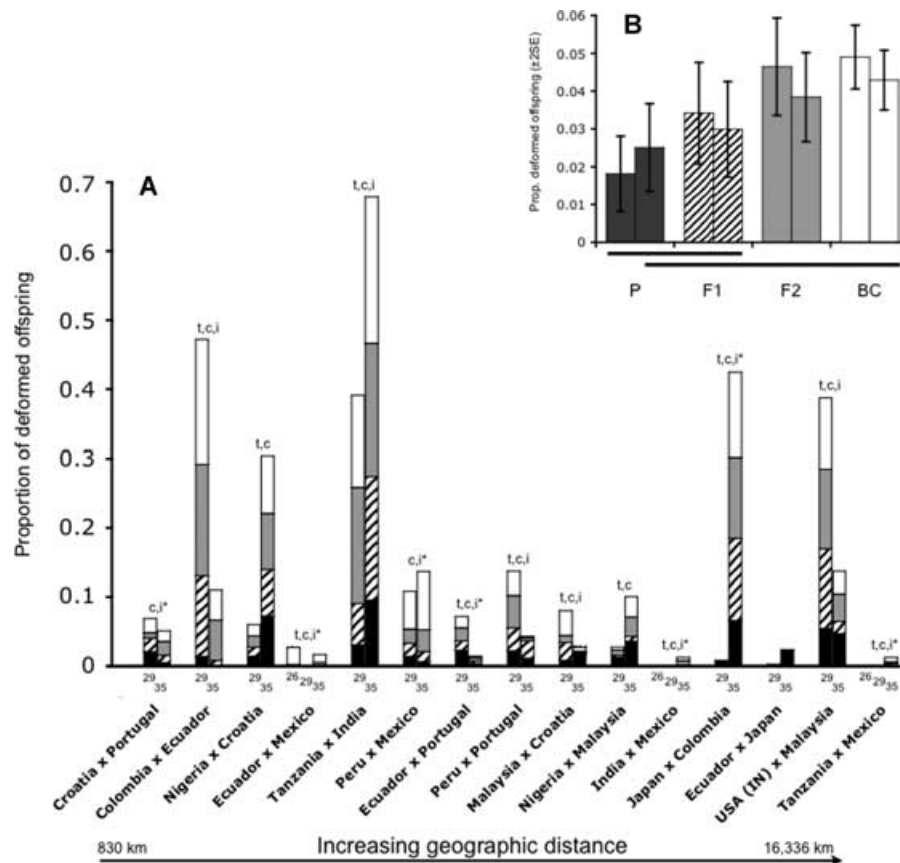 B
Prop. deformed offspring (±2SE)
0.06
0.05
0.04
0.03
0.02
0.01
0
P F1 F2 BC
A
Proportion of deformed offspring
0.7
0.6
0.5
0.4
0.3
0.2
0.1
0
c,i*
t,c,i
t,c
t,c,i*
t,c,i
c,i*
t,c,i*
t,c,i
t,c,i
t,c
t,c,i*
t,c,i*
t,c,i
t,c,i*
29 35
29 35
29 35
26 29 35
29 35
29 35
29 35
29 35
29 35
29 35
26 29 35
29 35
29 35
29 35
26 29 35
Croatia x Portugal
Colombia x Ecuador
Nigeria x Croatia
Ecuador x Mexico
Tanzania x India
Peru x Mexico
Ecuador x Portugal
Peru x Portugal
Malaysia x Croatia
Nigeria x Malaysia
India x Mexico
Japan x Colombia
Ecuador x Japan
USA (IN) x Malaysia
Tanzania x Mexico
830 km Increasing geographic distance 16,336 km